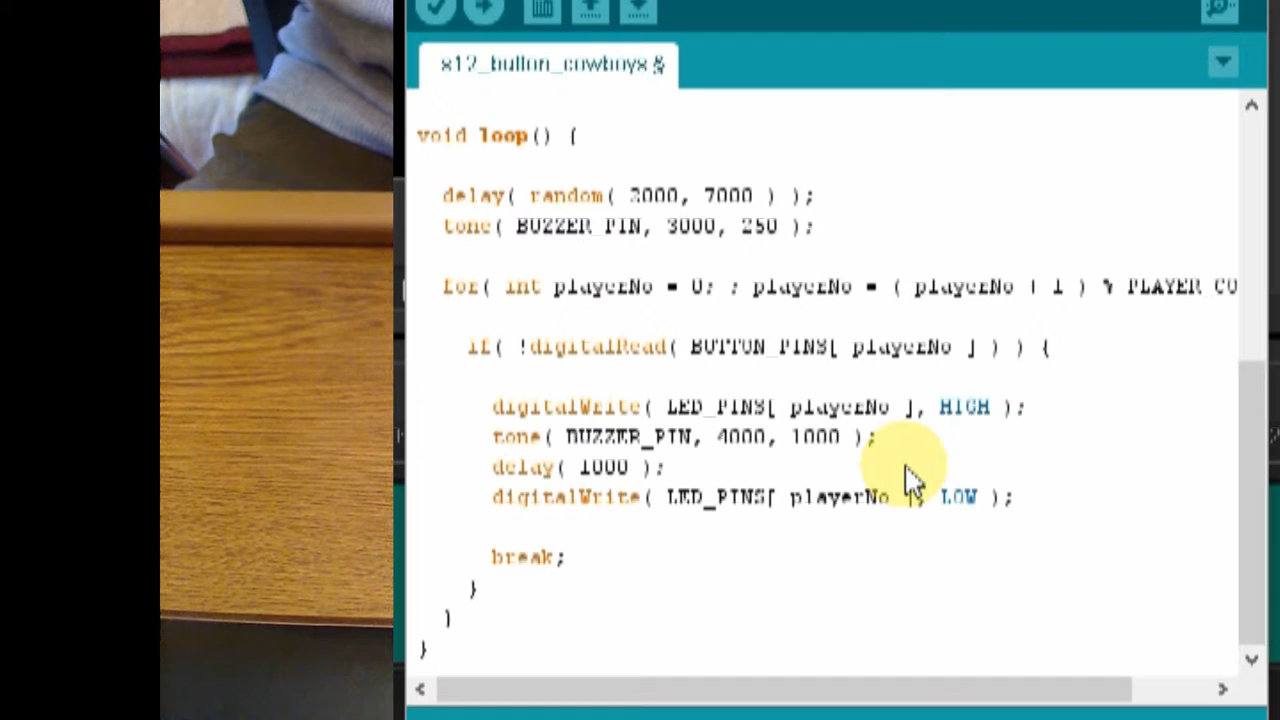 s12_button_cowboys §
void loop() {
delay( random( 2000, 7000 ) );
tone( BUZZER_PIN, 3000, 250 );
for( int playerNo = 0; ; playerNo = ( playerNo + 1 ) % PLAYER_CO
if( !digitalRead( BUTTON_PINS[ playerNo ] ) ) {
digitalWrite( LED_PINS[ playerNo ], HIGH );
tone( BUZZER_PIN, 4000, 1000 );
delay( 1000 );
digitalWrite( LED_PINS[ playerNo ], LOW );
break;
}
}
}